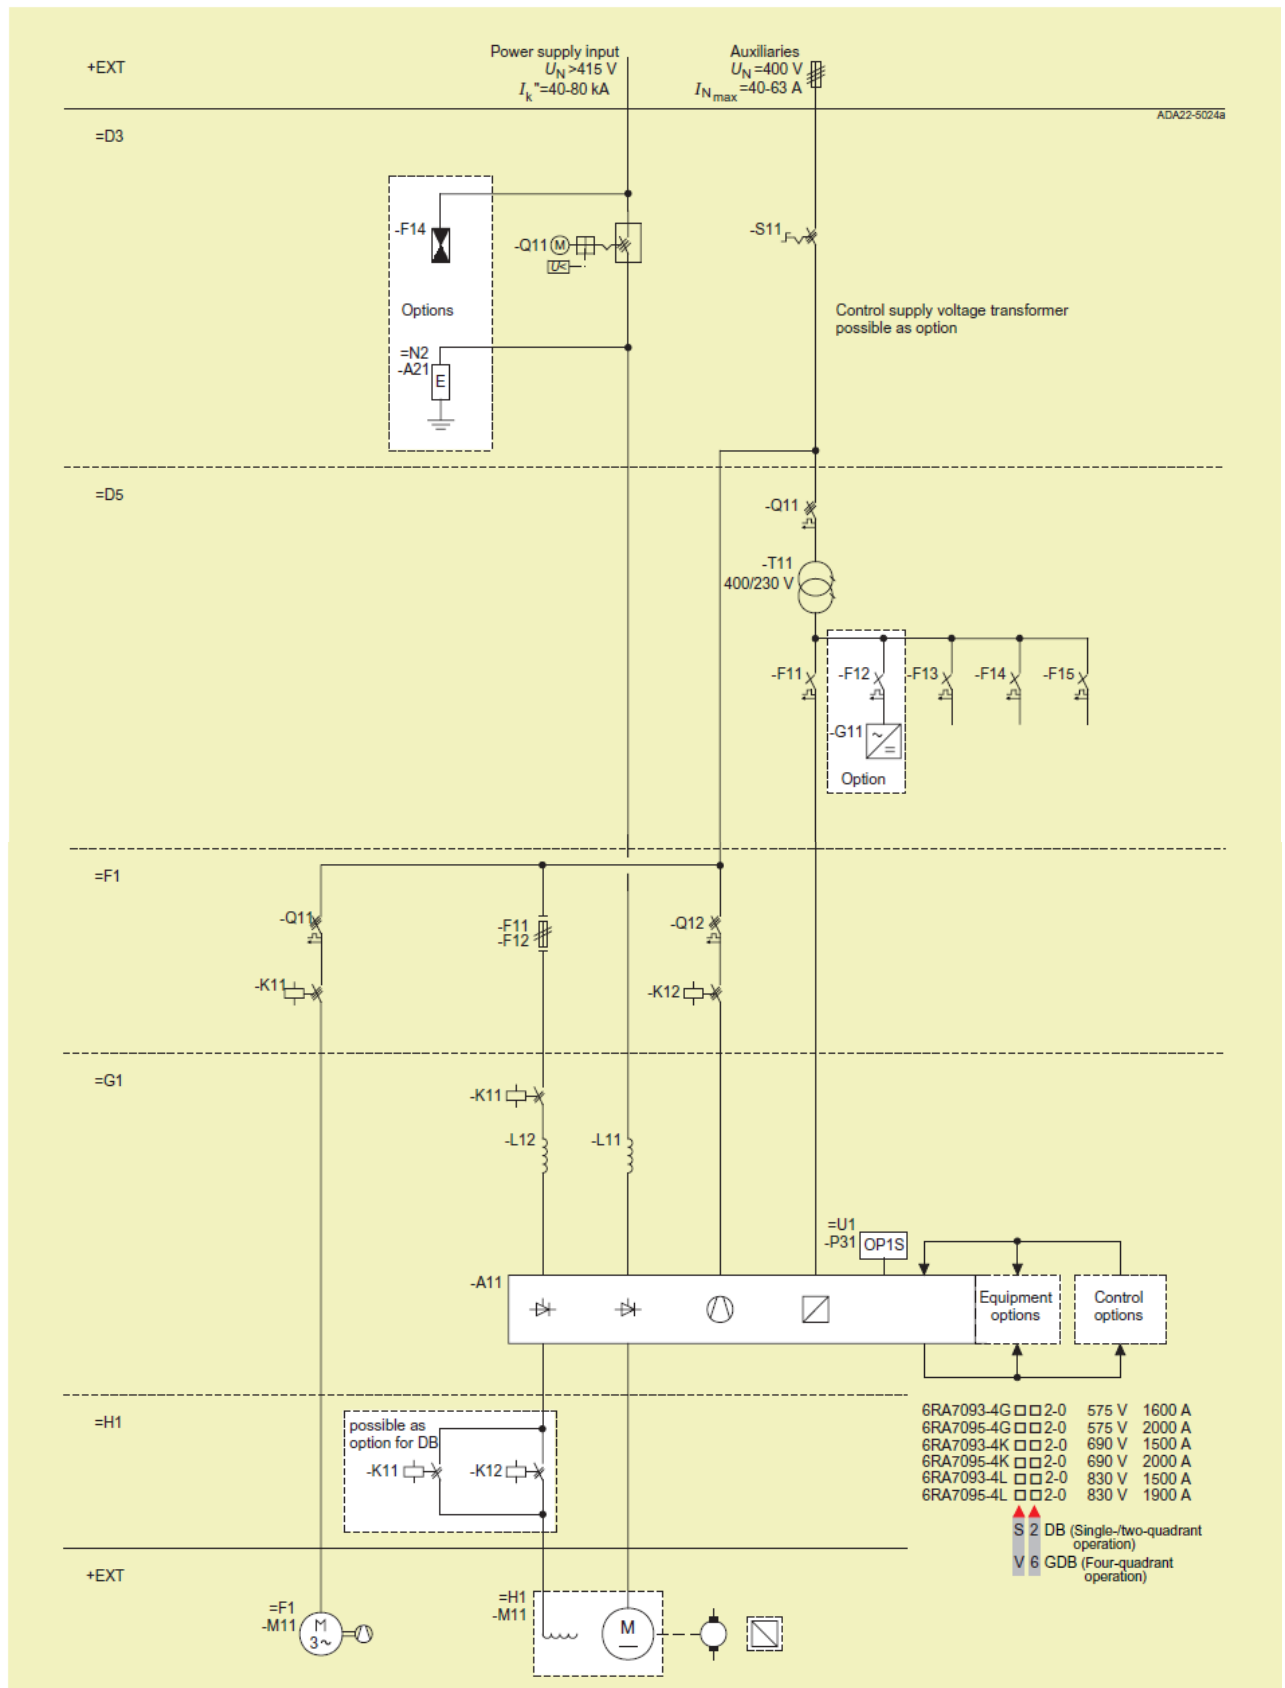 Power supply input
U_N >415 V
I_k"=40-80 kA
Auxiliaries
U_N =400 V
I_N max =40-63 A
+EXT
ADA22-5024a
=D3
-F14
-Q11
M
U<
-S11
Options
Control supply voltage transformer
possible as option
=N2
-A21
E
=D5
-Q11
-T11
400/230 V
-F11
-F12
-F13
-F14
-F15
-G11
~
=
Option
=F1
-Q11
-F11
-F12
-Q12
-K11
-K12
=G1
-K11
-L12
-L11
=U1
-P31
OP1S
-A11
Equipment
options
Control
options
=H1
possible as
option for DB
-K11
-K12
6RA7093-4G □ □ 2-0 575 V 1600 A
6RA7095-4G □ □ 2-0 575 V 2000 A
6RA7093-4K □ □ 2-0 690 V 1500 A
6RA7095-4K □ □ 2-0 690 V 2000 A
6RA7093-4L □ □ 2-0 830 V 1500 A
6RA7095-4L □ □ 2-0 830 V 1900 A
S 2 DB (Single-/two-quadrant
operation)
V 6 GDB (Four-quadrant
operation)
+EXT
=F1
-M11
M
3~
=H1
-M11
M